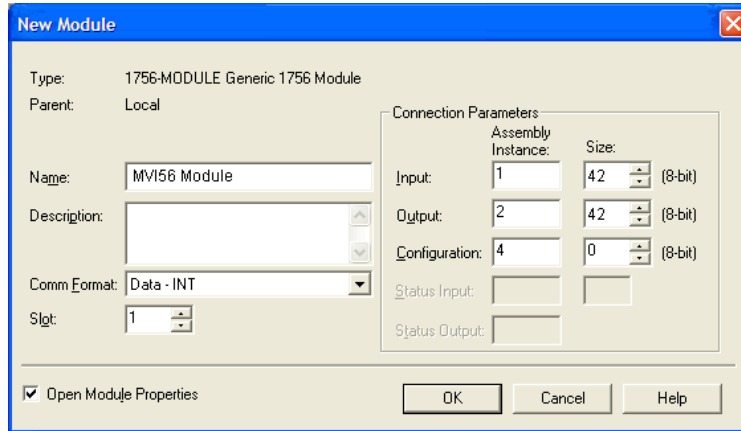 New Module
Type: 1756-MODULE Generic 1756 Module
Parent: Local
Connection Parameters
Assembly
Instance: Size:
Name: MVI56 Module
Input: 1 42 (8-bit)
Description:
Output: 2 42 (8-bit)
Configuration: 4 0 (8-bit)
Comm Format: Data - INT
Status Input:
Slot: 1
Status Output:
Open Module Properties
OK Cancel Help